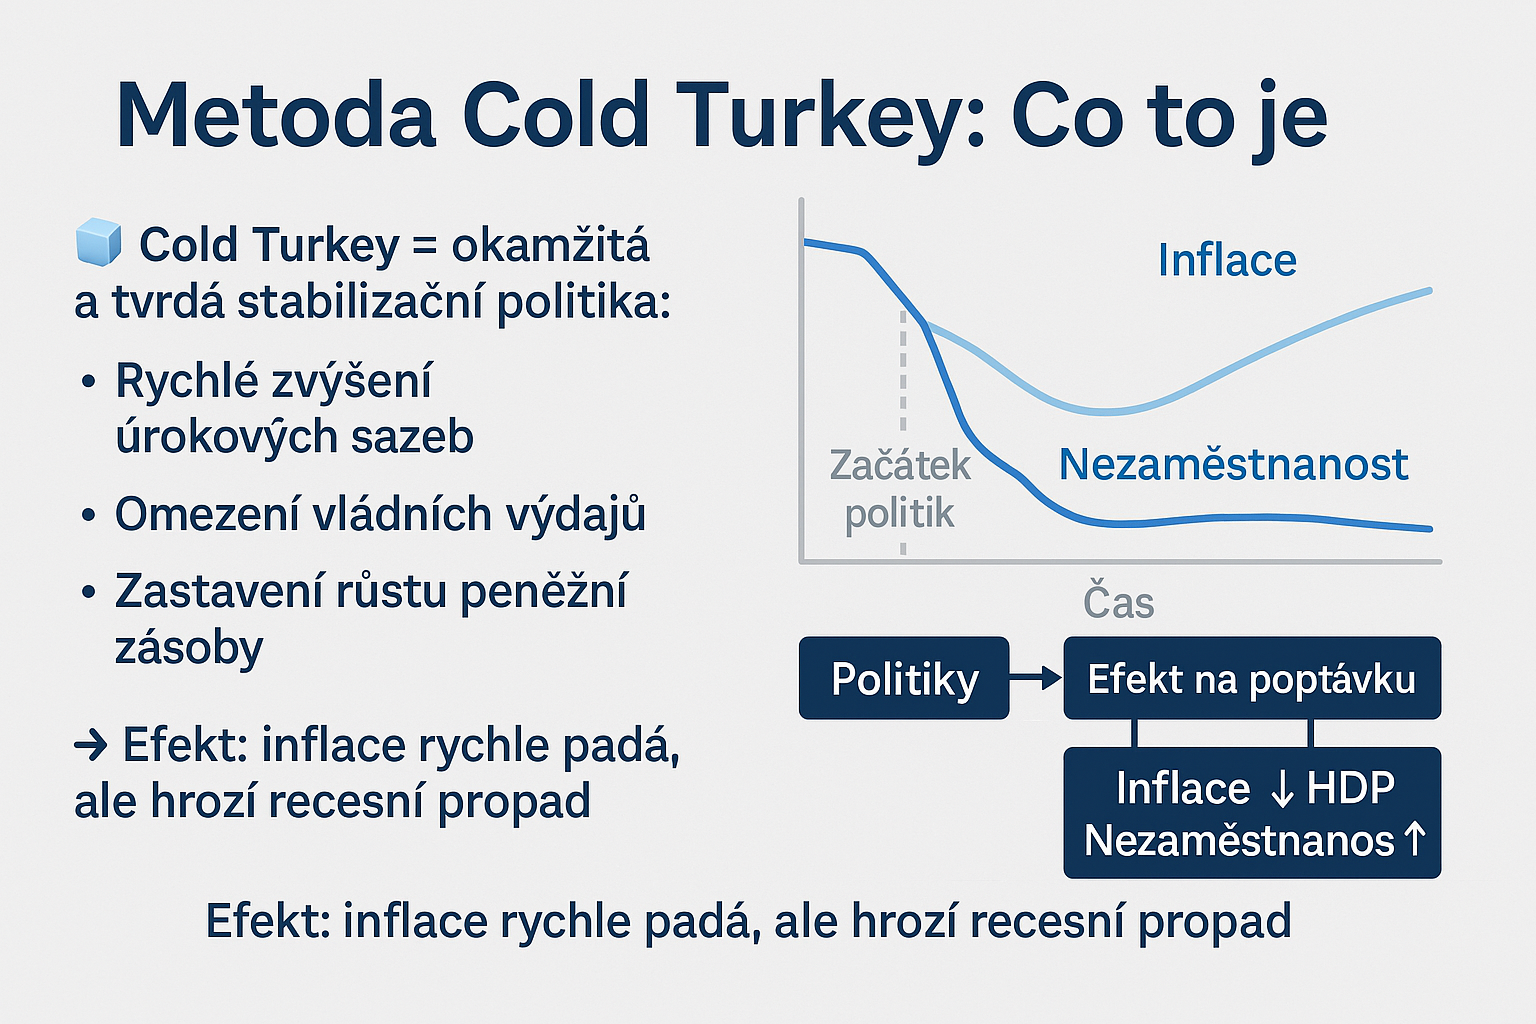 Metoda Cold Turkey: Co to je
Cold Turkey = okamžitá
a tvrdá stabilizační politika:
• Rychlé zvýšení
úrokových sazeb
• Omezení vládních výdajů
• Zastavení růstu peněžní
zásoby
→ Efekt: inflace rychle padá,
ale hrozí recesní propad
Inflace
Nezaměstnanost
Začátek
politik
Čas
Politiky
Efekt na poptávku
Inflace ↓ HDP
Nezaměstnanos ↑
Efekt: inflace rychle padá, ale hrozí recesní propad